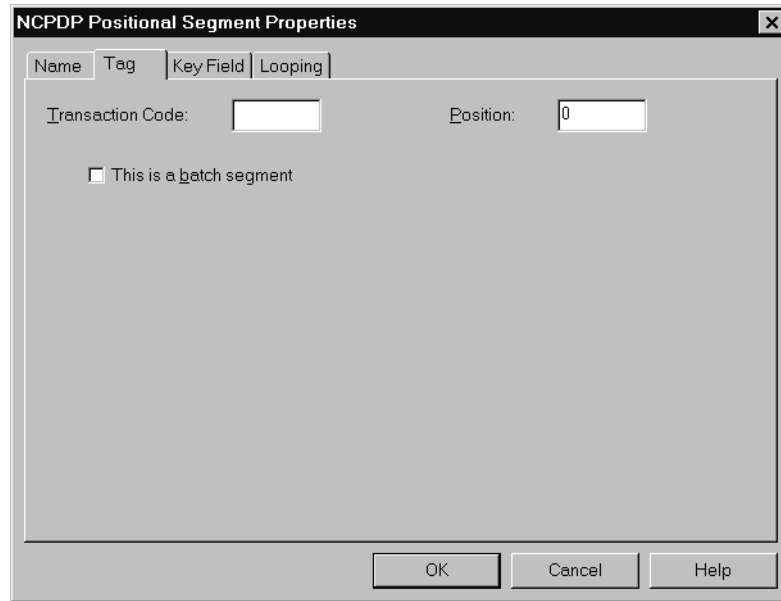 NCPDP Positional Segment Properties
Name Tag Key Field Looping
Transaction Code: Position: 0
This is a batch segment
OK Cancel Help